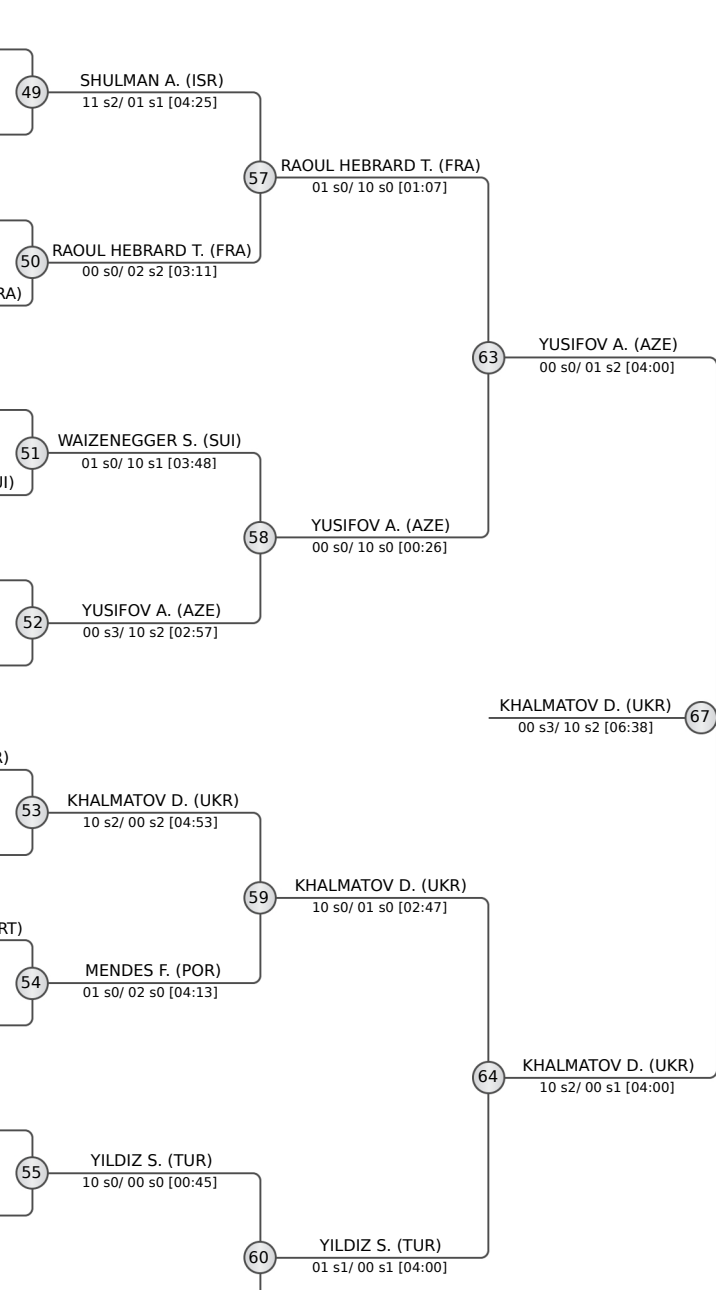 SHULMAN A. (ISR)
49
11 s2/ 01 s1 [04:25]
RAOUL HEBRARD T. (FRA)
57
01 s0/ 10 s0 [01:07]
RAOUL HEBRARD T. (FRA)
50
00 s0/ 02 s2 [03:11]
RA)
YUSIFOV A. (AZE)
63
00 s0/ 01 s2 [04:00]
WAIZENEGGER S. (SUI)
51
01 s0/ 10 s1 [03:48]
UI)
YUSIFOV A. (AZE)
58
00 s0/ 10 s0 [00:26]
YUSIFOV A. (AZE)
52
00 s3/ 10 s2 [02:57]
KHALMATOV D. (UKR)
67
00 s3/ 10 s2 [06:38]
R)
KHALMATOV D. (UKR)
53
10 s2/ 00 s2 [04:53]
KHALMATOV D. (UKR)
59
10 s0/ 01 s0 [02:47]
RT)
MENDES F. (POR)
54
01 s0/ 02 s0 [04:13]
KHALMATOV D. (UKR)
64
10 s2/ 00 s1 [04:00]
YILDIZ S. (TUR)
55
10 s0/ 00 s0 [00:45]
YILDIZ S. (TUR)
60
01 s1/ 00 s1 [04:00]